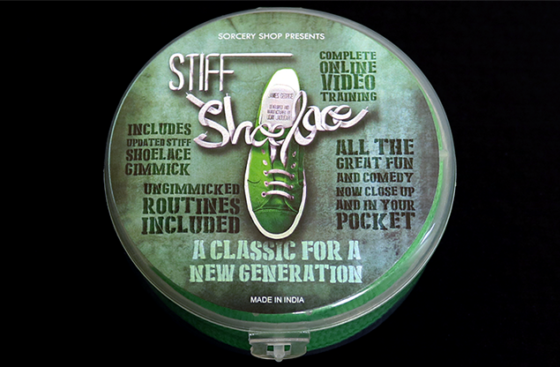 SORCERY SHOP PRESENTS
STIFF
Shoelace
COMPLETE
ONLINE
VIDEO
TRAINING
INCLUDES
UPDATED STIFF
SHOELACE
GIMMICK
UNGIMMICKED
ROUTINES
INCLUDED
ALL THE
GREAT FUN
AND COMEDY
NOW CLOSE UP
AND IN YOUR
POCKET
A CLASSIC FOR A
NEW GENERATION
MADE IN INDIA